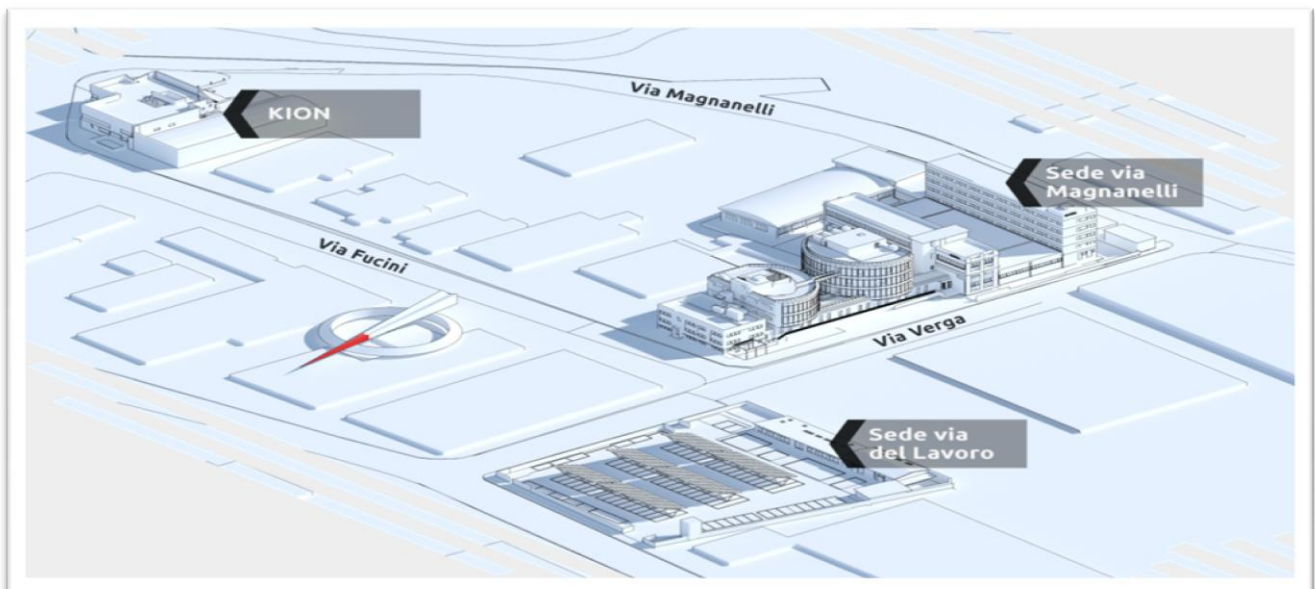 Via Magnanelli
KION
Sede via
Magnanelli
Via Fucini
Via Verga
Sede via
del Lavoro